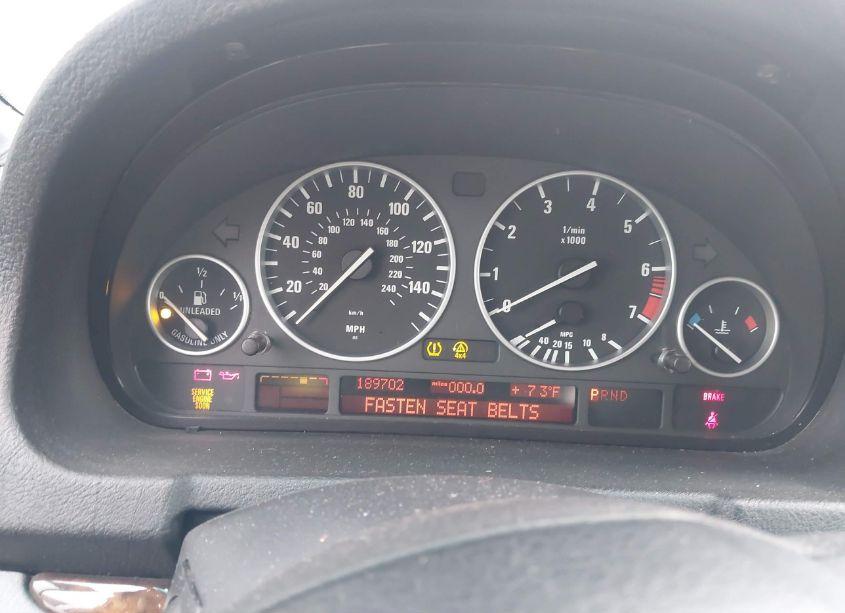 80
60
100
40
120
20
140
120 140
100 160
80 180
60 200
40 220
20 240
km/h
MPH
3 4
2 5
1 6
0 7
1/min
x1000
MPG
40 20 15 10 8
1/2
0 1/1
UNLEADED
GASOLINE ONLY
4x4
SERVICE
ENGINE
SOON
189702 miles 000.0 + 73°F
FASTEN SEAT BELTS
PRND
BRAKE